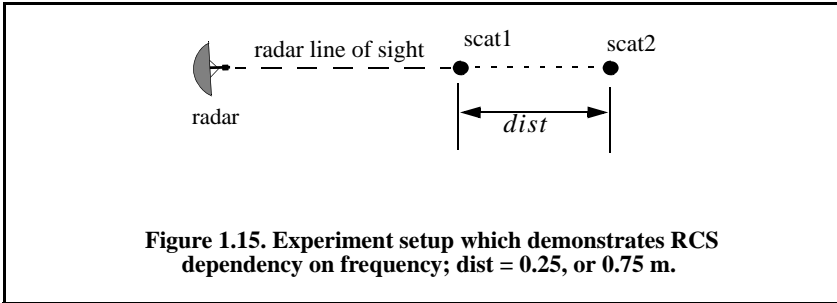 radar line of sight
scat1
scat2
radar
dist
Figure 1.15. Experiment setup which demonstrates RCS
dependency on frequency; dist = 0.25, or 0.75 m.